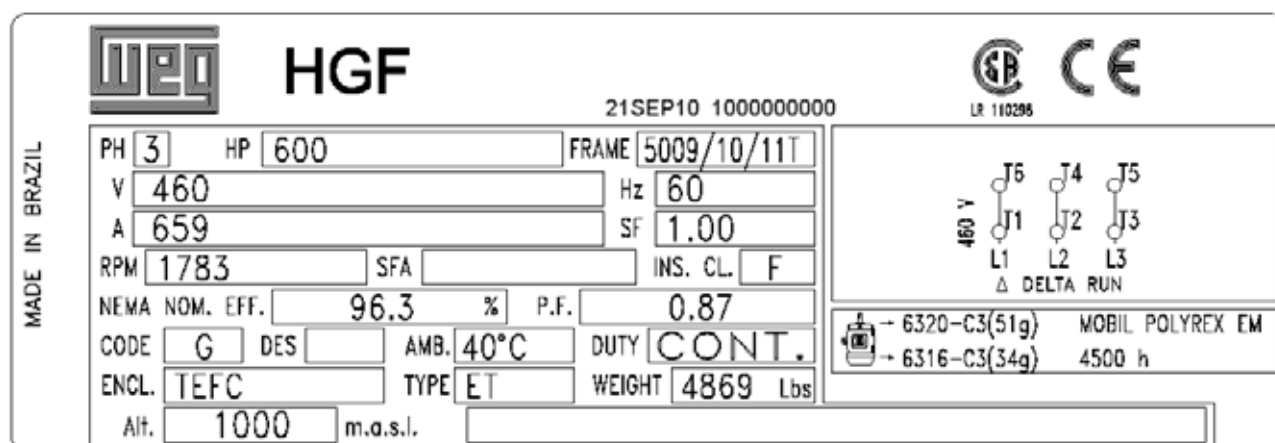 MADE IN BRAZIL
WEG HGF
21SEP10 1000000000
LR 110296
CE
PH 3 HP 600 FRAME 5009/10/11T
V 460 Hz 60
A 659 SF 1.00
RPM 1783 SFA INS. CL. F
NEMA NOM. EFF. 96.3 % P.F. 0.87
CODE G DES AMB. 40°C DUTY CONT.
ENCL. TEFC TYPE ET WEIGHT 4869 Lbs
Alt. 1000 m.a.s.l.
T6 T4 T5
460 V
T1 T2 T3
L1 L2 L3
Δ DELTA RUN
→ 6320-C3(51g) MOBIL POLYREX EM
→ 6316-C3(34g) 4500 h